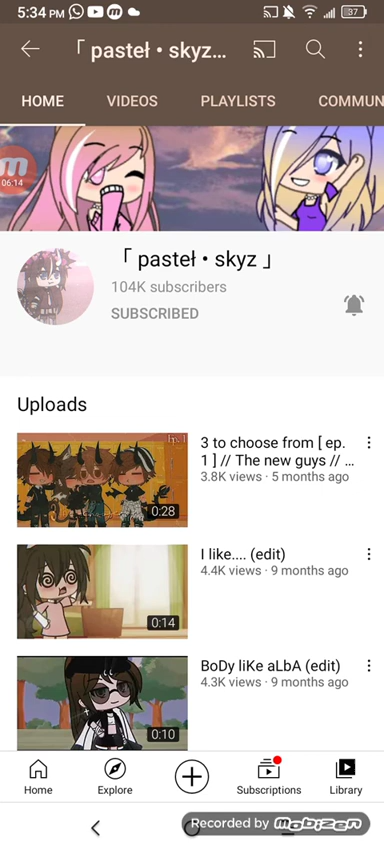 5:34 PM
37
「 pasteł • skyz...
HOME VIDEOS PLAYLISTS COMMUN
06:14
「 pasteł • skyz 」
104K subscribers
SUBSCRIBED
Uploads
Ep. 1
3 to choose from [ ep.
1 ] // The new guys // ...
3.8K views · 5 months ago
0:28
I like.... (edit)
4.4K views · 9 months ago
0:14
BoDy liKe aLbA (edit)
4.3K views · 9 months ago
0:10
Home Explore Subscriptions Library
Recorded by mobizen